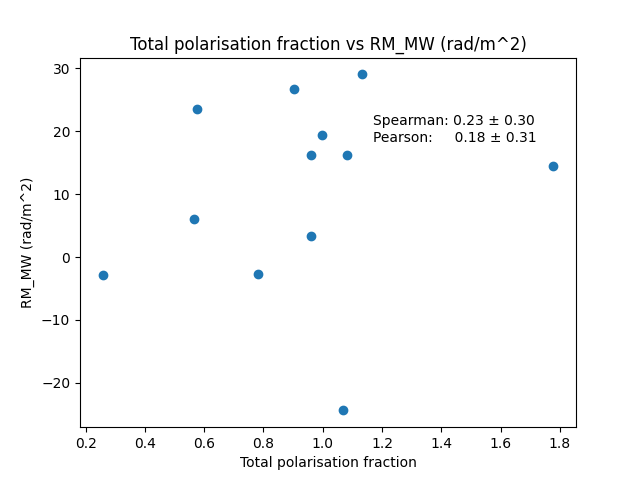 Total polarisation fraction vs RM_MW (rad/m^2)
30
20
10
0
−10
−20
RM_MW (rad/m^2)
Spearman: 0.23 ± 0.30
Pearson: 0.18 ± 0.31
0.2 0.4 0.6 0.8 1.0 1.2 1.4 1.6 1.8
Total polarisation fraction